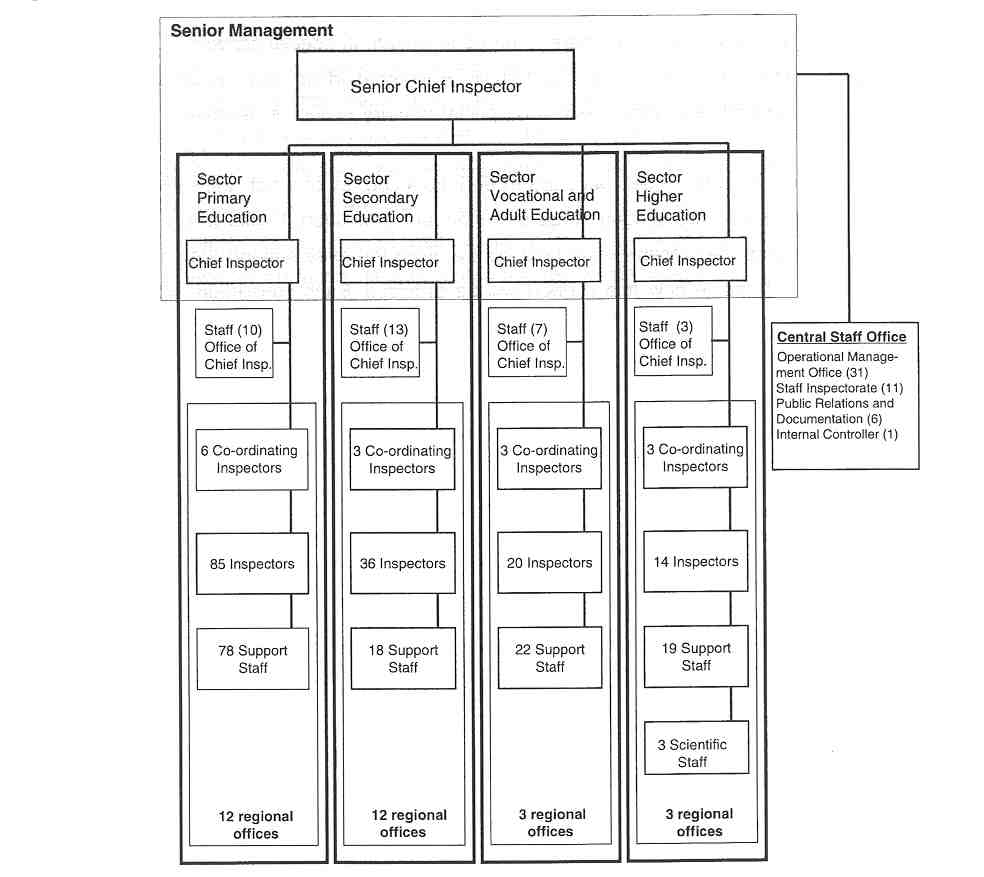 Senior Management
Senior Chief Inspector
Sector
Primary
Education
Chief Inspector
Staff (10)
Office of
Chief Insp.
6 Co-ordinating
Inspectors
85 Inspectors
78 Support
Staff
12 regional
offices
Sector
Secondary
Education
Chief Inspector
Staff (13)
Office of
Chief Insp.
3 Co-ordinating
Inspectors
36 Inspectors
18 Support
Staff
12 regional
offices
Sector
Vocational and
Adult Education
Chief Inspector
Staff (7)
Office of
Chief Insp.
3 Co-ordinating
Inspectors
20 Inspectors
22 Support
Staff
3 regional
offices
Sector
Higher
Education
Chief Inspector
Staff (3)
Office of
Chief Insp.
3 Co-ordinating
Inspectors
14 Inspectors
19 Support
Staff
3 Scientific
Staff
3 regional
offices
Central Staff Office
Operational Manage-
ment Office (31)
Staff Inspectorate (11)
Public Relations and
Documentation (6)
Internal Controller (1)